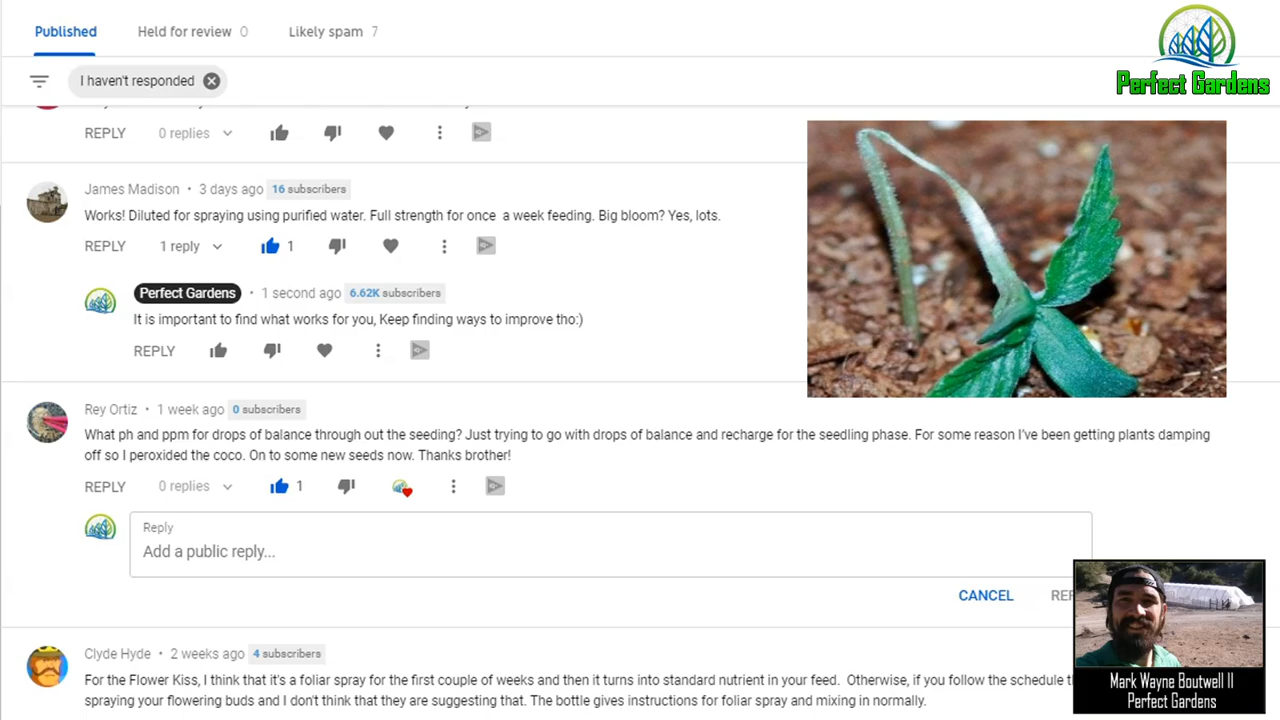 Published Held for review 0 Likely spam 7
Perfect Gardens
I haven't responded
REPLY 0 replies
James Madison • 3 days ago 16 subscribers
Works! Diluted for spraying using purified water. Full strength for once a week feeding. Big bloom? Yes, lots.
REPLY 1 reply 1
Perfect Gardens • 1 second ago 6.62K subscribers
It is important to find what works for you, Keep finding ways to improve tho:)
REPLY
Rey Ortiz • 1 week ago 0 subscribers
What ph and ppm for drops of balance through out the seeding? Just trying to go with drops of balance and recharge for the seedling phase. For some reason I've been getting plants damping
off so I peroxided the coco. On to some new seeds now. Thanks brother!
REPLY 0 replies 1
Reply
Add a public reply...
CANCEL
Clyde Hyde • 2 weeks ago 4 subscribers
For the Flower Kiss, I think that it's a foliar spray for the first couple of weeks and then it turns into standard nutrient in your feed. Otherwise, if you follow the schedule
spraying your flowering buds and I don't think that they are suggesting that. The bottle gives instructions for foliar spray and mixing in normally.
Mark Wayne Boutwell II
Perfect Gardens